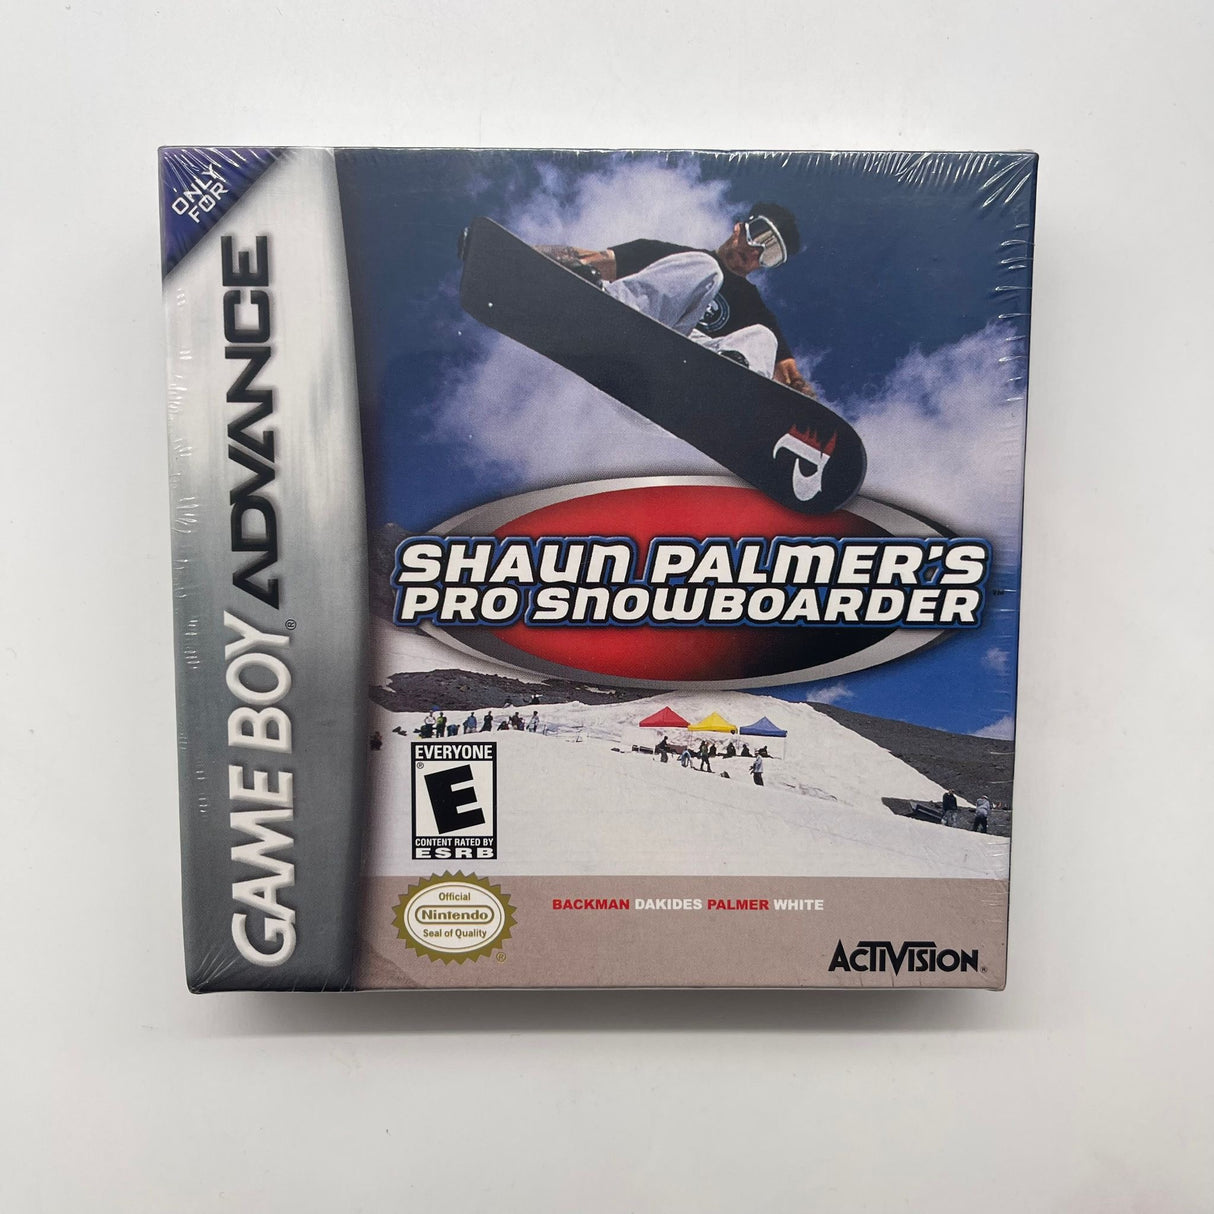 ONLY
FOR
GAME BOY ADVANCE
®
SHAUN PALMER'S
PRO SNOWBOARDER
™
EVERYONE
E
®
CONTENT RATED BY
ESRB
Official
Nintendo
Seal of Quality
®
BACKMAN DAKIDES PALMER WHITE
ACTIVISION®
P